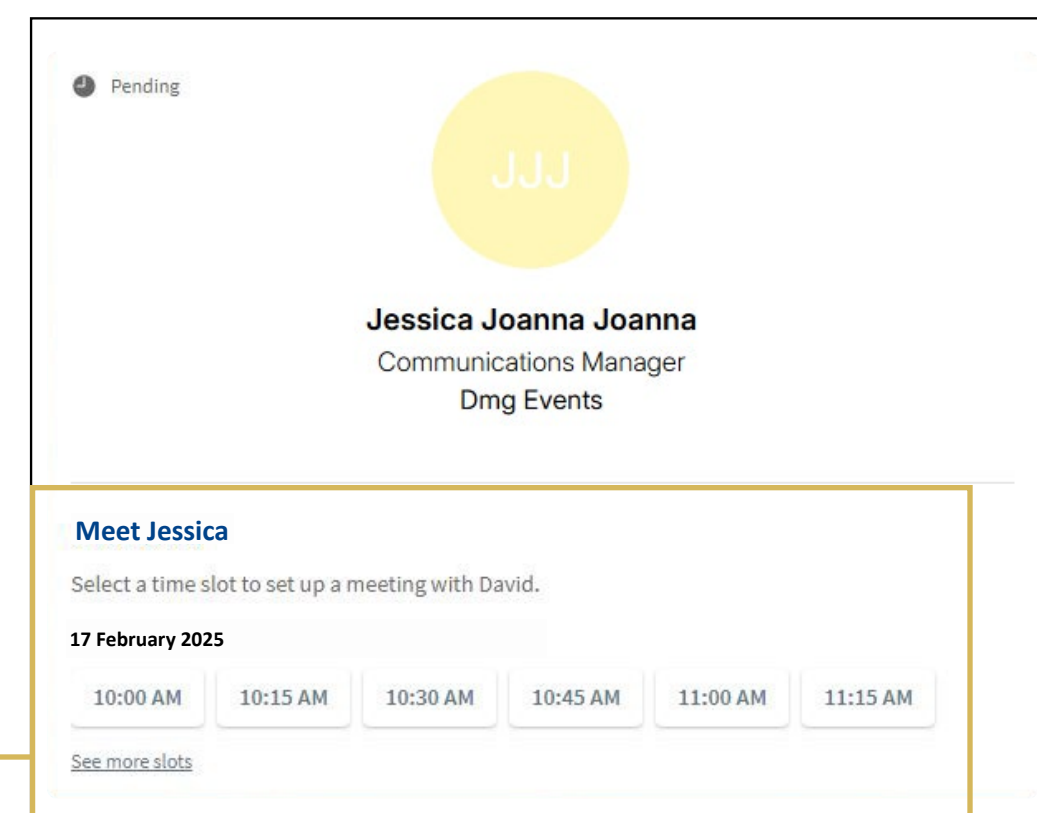 Pending
JJJ
Jessica Joanna Joanna
Communications Manager
Dmg Events
Meet Jessica
Select a time slot to set up a meeting with David.
17 February 2025
10:00 AM 10:15 AM 10:30 AM 10:45 AM 11:00 AM 11:15 AM
See more slots